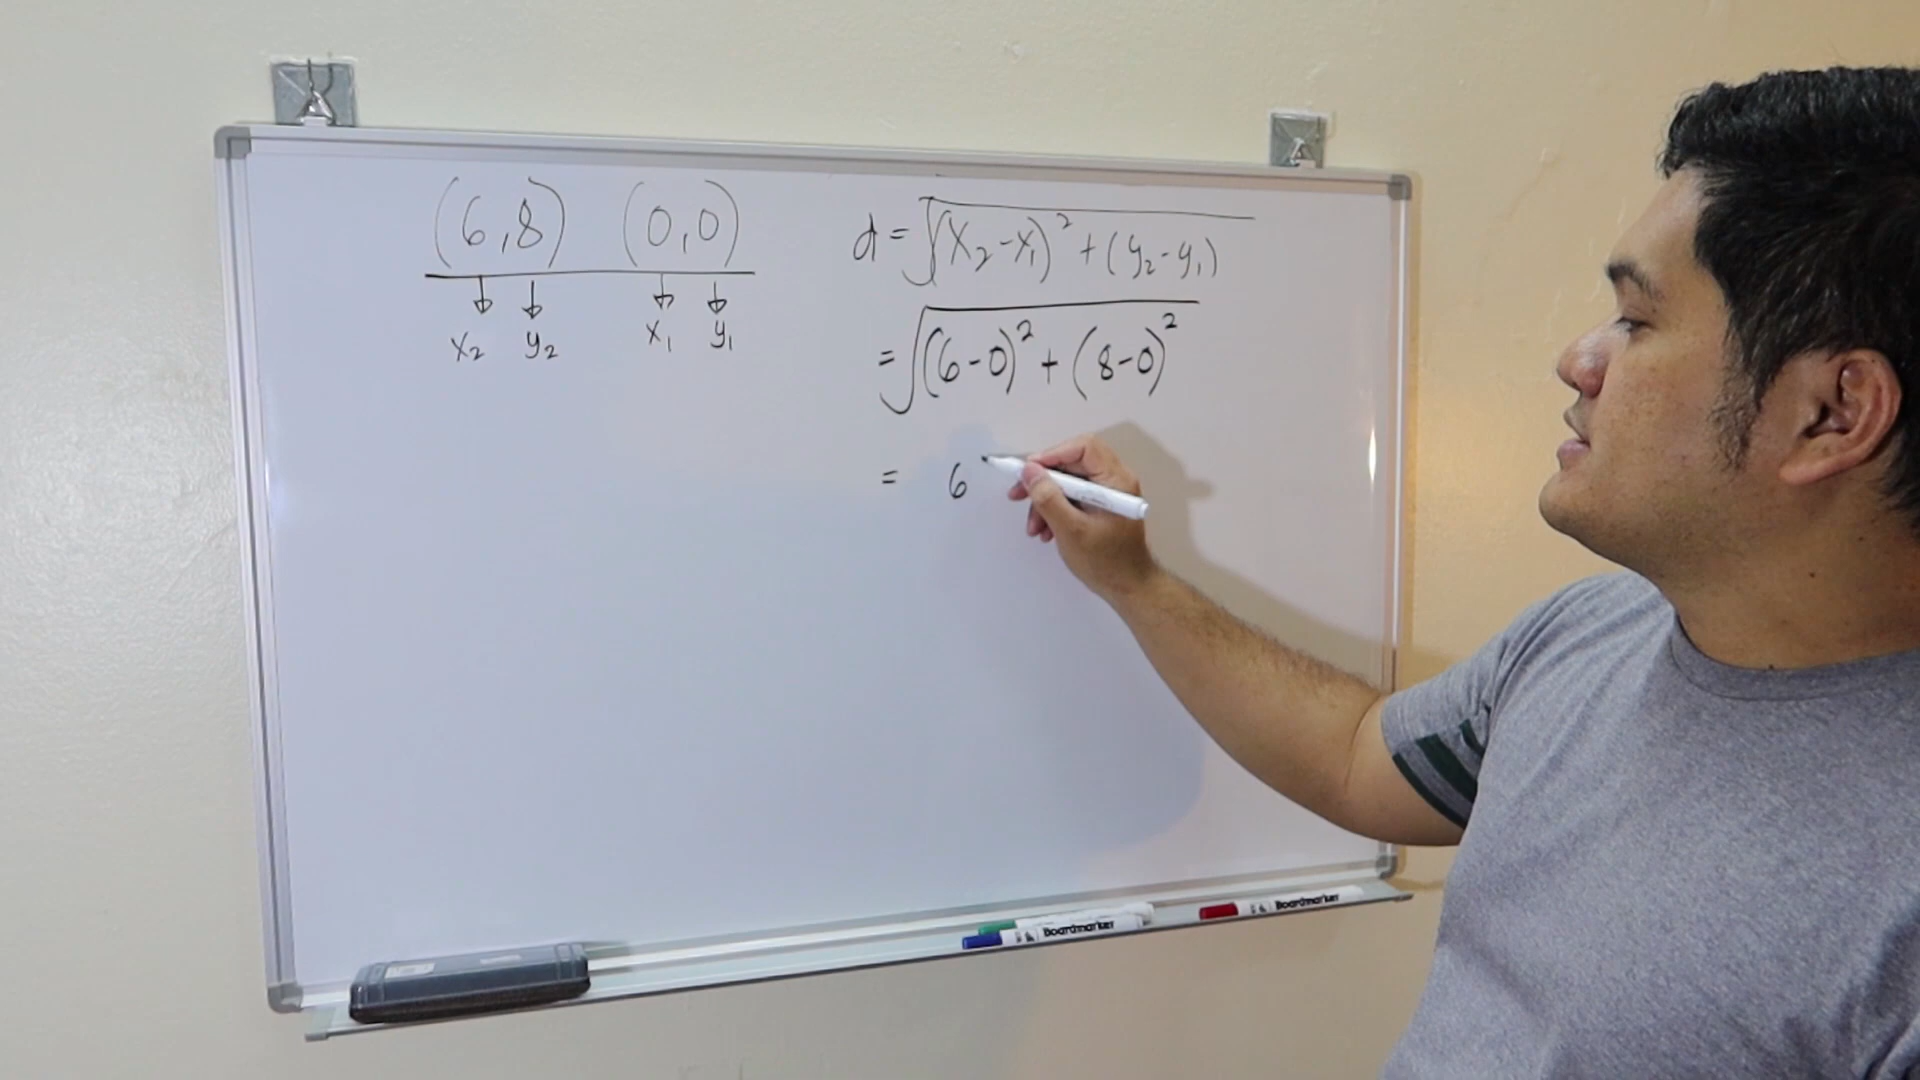 (6,8) (0,0)
x₂ y₂ x₁ y₁
d = √(x₂-x₁)² + (y₂-y₁)
= √(6-0)² + (8-0)²
= 6
Boardmarker
Boardmarker